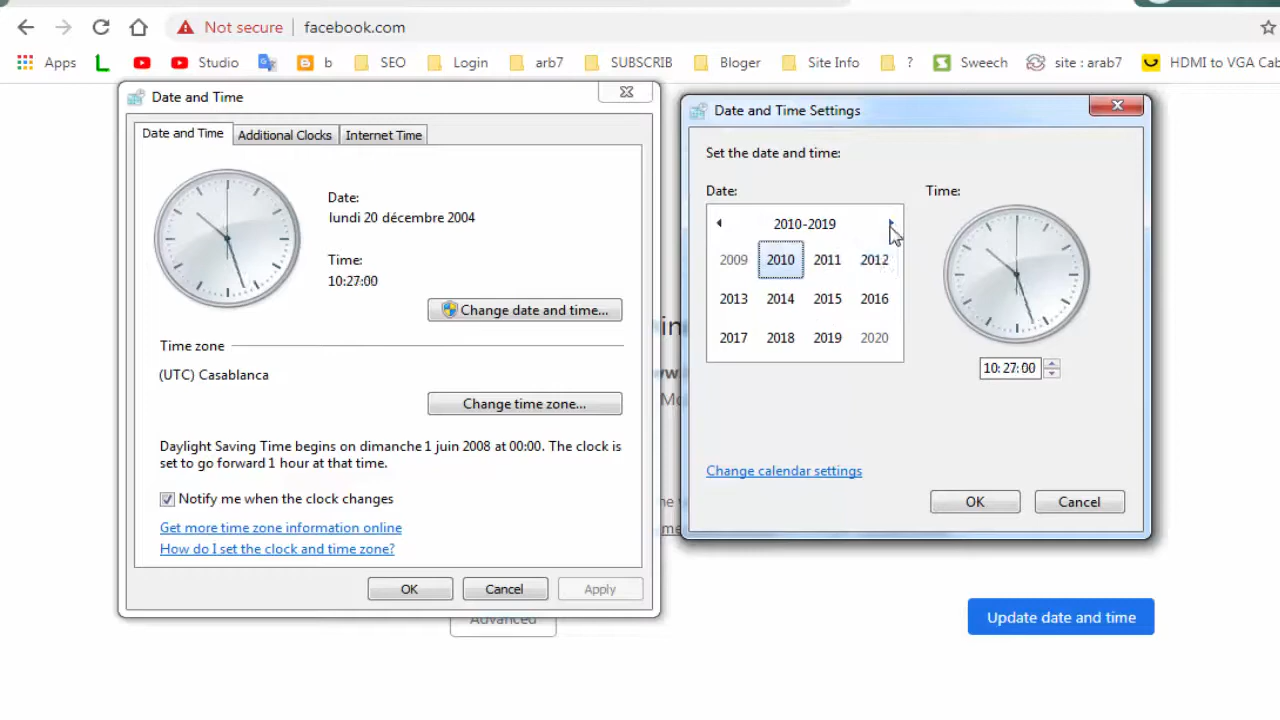 Not secure facebook.com
Apps Studio b SEO Login arb7 SUBSCRIB Bloger Site Info ? Sweech site : arab7 HDMI to VGA Cab
Date and Time
Date and Time Additional Clocks Internet Time
Date:
lundi 20 décembre 2004
Time:
10:27:00
Change date and time...
Time zone
(UTC) Casablanca
Change time zone...
Daylight Saving Time begins on dimanche 1 juin 2008 at 00:00. The clock is
set to go forward 1 hour at that time.
Notify me when the clock changes
Get more time zone information online
How do I set the clock and time zone?
OK Cancel Apply
Advanced
Date and Time Settings
Set the date and time:
Date: Time:
2010-2019
2009 2010 2011 2012
2013 2014 2015 2016
2017 2018 2019 2020
10:27:00
Change calendar settings
OK Cancel
Update date and time